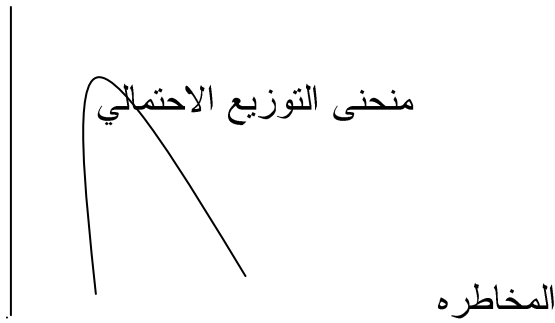 منحنى التوزيع الاحتمالي
المخاطره